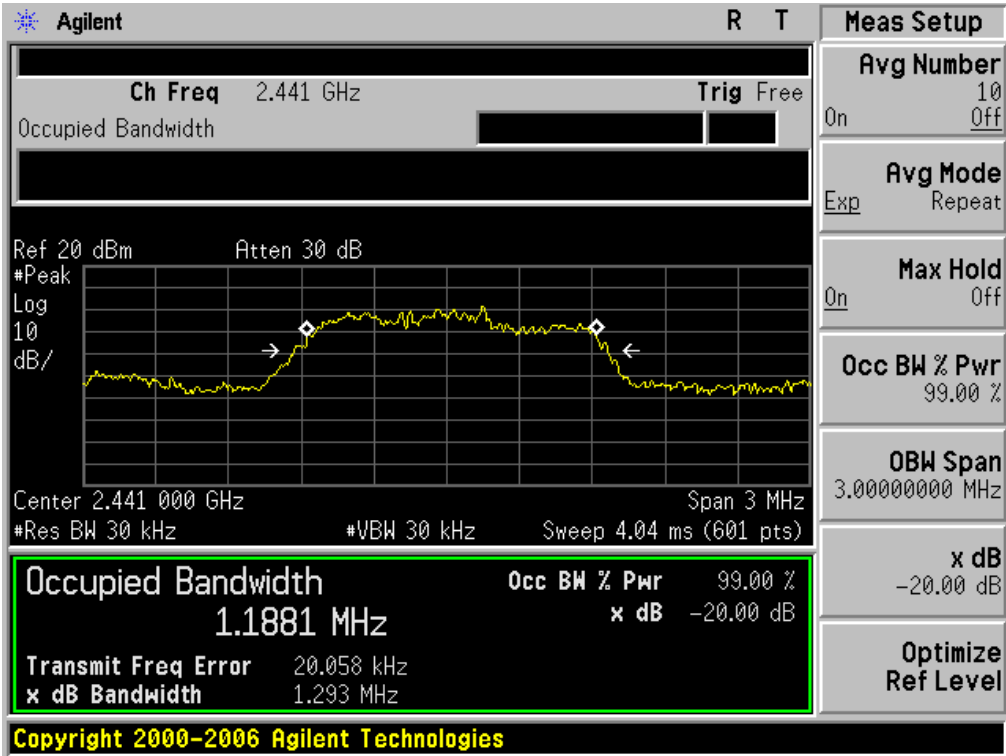 Agilent R T
Ch Freq 2.441 GHz Trig Free
Occupied Bandwidth
Ref 20 dBm Atten 30 dB
#Peak
Log
10
dB/
Center 2.441 000 GHz Span 3 MHz
#Res BW 30 kHz #VBW 30 kHz Sweep 4.04 ms (601 pts)
Occupied Bandwidth Occ BW % Pwr 99.00 %
1.1881 MHz x dB -20.00 dB
Transmit Freq Error 20.058 kHz
x dB Bandwidth 1.293 MHz
Copyright 2000-2006 Agilent Technologies
Meas Setup
Avg Number
10
On Off
Avg Mode
Exp Repeat
Max Hold
On Off
Occ BW % Pwr
99.00 %
OBW Span
3.00000000 MHz
x dB
-20.00 dB
Optimize
Ref Level